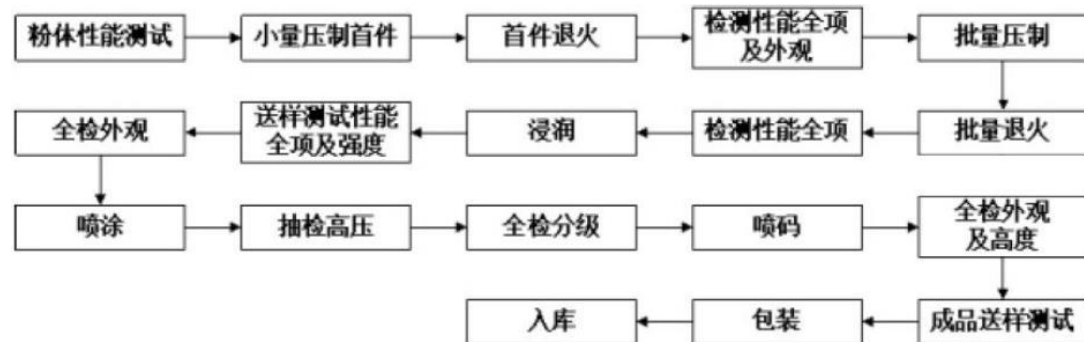 粉体性能测试
小量压制首件
首件退火
检测性能全项
及外观
批量压制
批量退火
检测性能全项
浸润
送样测试性能
全项及强度
全检外观
喷涂
抽检高压
全检分级
喷码
全检外观
及高度
成品送样测试
包装
入库